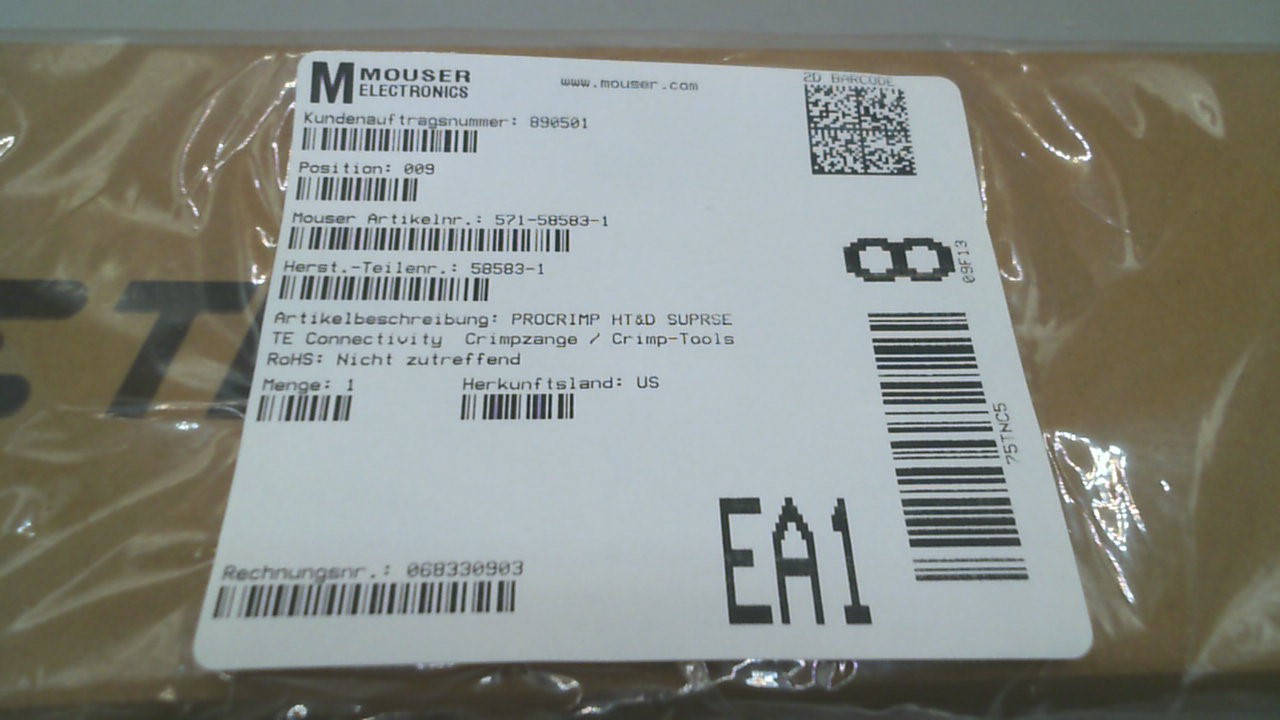 MOUSER
ELECTRONICS
www.mouser.com
2D BARCODE
Kundenauftragsnummer: 890501
Position: 009
Mouser Artikelnr.: 571-58583-1
Herst.-Teilenr.: 58583-1
Artikelbeschreibung: PROCRIMP HT&D SUPRSE
TE Connectivity Crimpzange / Crimp-Tools
RoHS: Nicht zutreffend
Menge: 1 Herkunftsland: US
8
09F13
75TNC5
EA1
Rechnungsnr.: 068330903